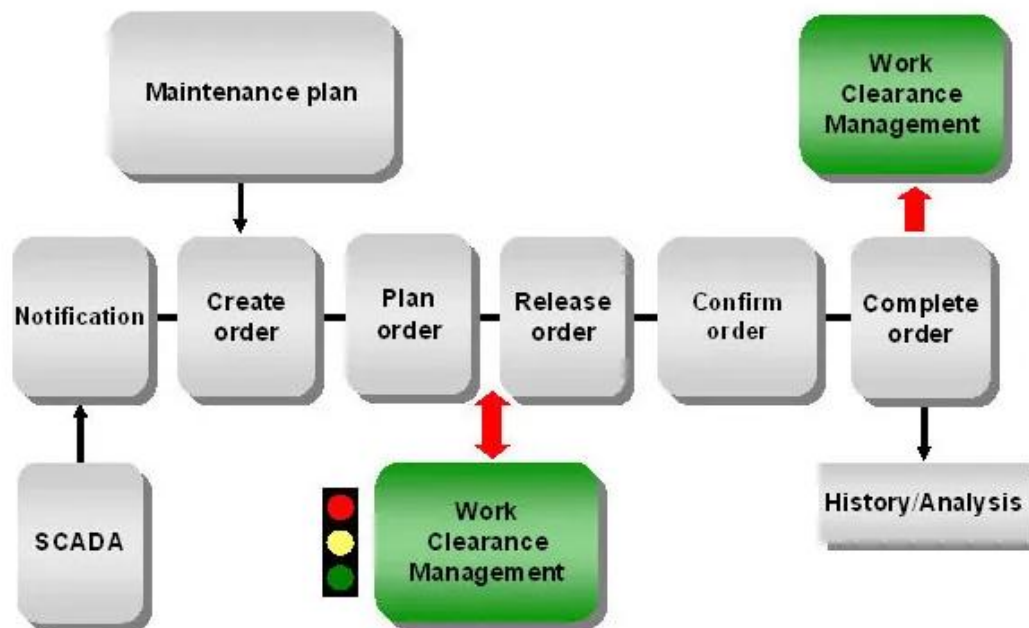 Maintenance plan
Work
Clearance
Management
Notification
Create
order
Plan
order
Release
order
Confirm
order
Complete
order
SCADA
Work
Clearance
Management
History/Analysis